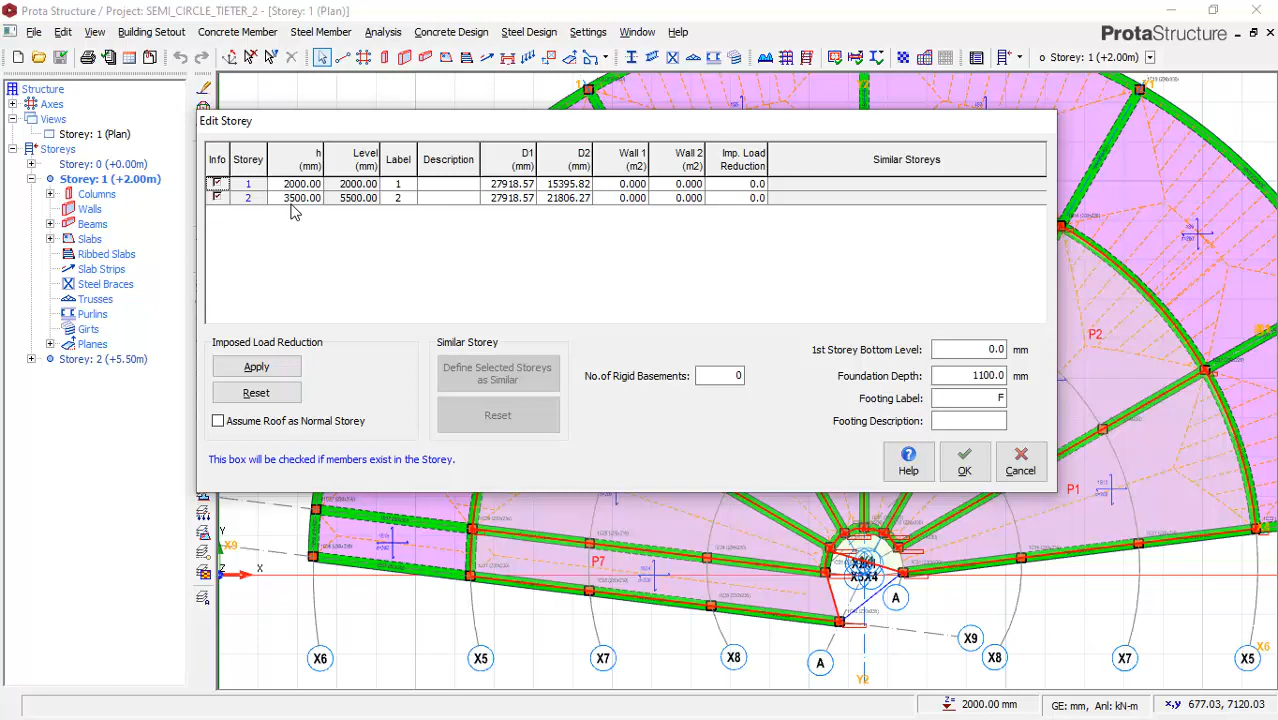 Prota Structure / Project: SEMI_CIRCLE_TIETER_2 - [Storey: 1 (Plan)]
File Edit View Building Setout Concrete Member Steel Member Analysis Concrete Design Steel Design Settings Window Help
ProtaStructure
o Storey: 1 (+2.00m)
Structure
Axes
Views
Storey: 1 (Plan)
Storeys
Storey: 0 (+0.00m)
Storey: 1 (+2.00m)
Columns
Walls
Beams
Slabs
Ribbed Slabs
Slab Strips
Steel Braces
Trusses
Purlins
Girts
Planes
Storey: 2 (+5.50m)
Edit Storey
Info Storey h (mm) Level (mm) Label Description D1 (mm) D2 (mm) Wall 1 (m2) Wall 2 (m2) Imp. Load Reduction Similar Storeys
1 2000.00 2000.00 1 27918.57 15395.82 0.000 0.000 0.0
2 3500.00 5500.00 2 27918.57 21806.27 0.000 0.000 0.0
Imposed Load Reduction
Apply
Reset
Assume Roof as Normal Storey
Similar Storey
Define Selected Storeys as Similar
Reset
No.of Rigid Basements: 0
1st Storey Bottom Level: 0.0 mm
Foundation Depth: 1100.0 mm
Footing Label: F
Footing Description:
This box will be checked if members exist in the Storey.
Help OK Cancel
P2
P1
P7
Y
X9
X
A
X9
X6 X5 X7 X8 A X8 X7 X5
X6
Y2
Z= 2000.00 mm GE: mm, Anl: kN-m x,y 677.03, 7120.03